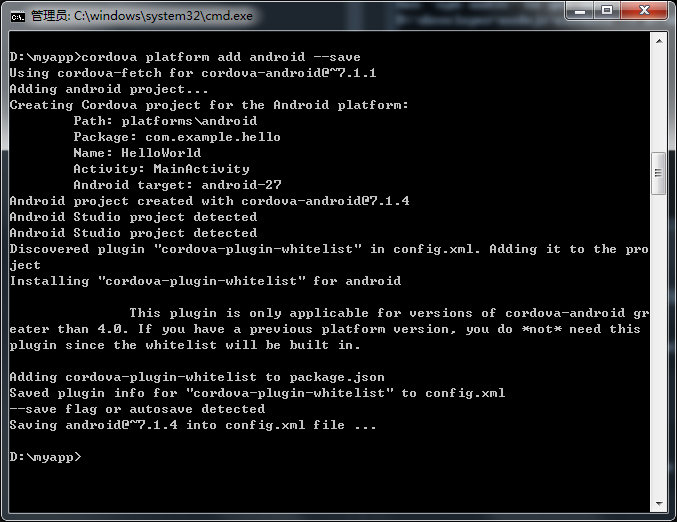 管理员: C:\windows\system32\cmd.exe
D:\myapp>cordova platform add android --save
Using cordova-fetch for cordova-android@~7.1.1
Adding android project...
Creating Cordova project for the Android platform:
Path: platforms\android
Package: com.example.hello
Name: HelloWorld
Activity: MainActivity
Android target: android-27
Android project created with cordova-android@7.1.4
Android Studio project detected
Android Studio project detected
Discovered plugin "cordova-plugin-whitelist" in config.xml. Adding it to the pro
ject
Installing "cordova-plugin-whitelist" for android
This plugin is only applicable for versions of cordova-android gr
eater than 4.0. If you have a previous platform version, you do *not* need this
plugin since the whitelist will be built in.
Adding cordova-plugin-whitelist to package.json
Saved plugin info for "cordova-plugin-whitelist" to config.xml
--save flag or autosave detected
Saving android@~7.1.4 into config.xml file ...
D:\myapp>